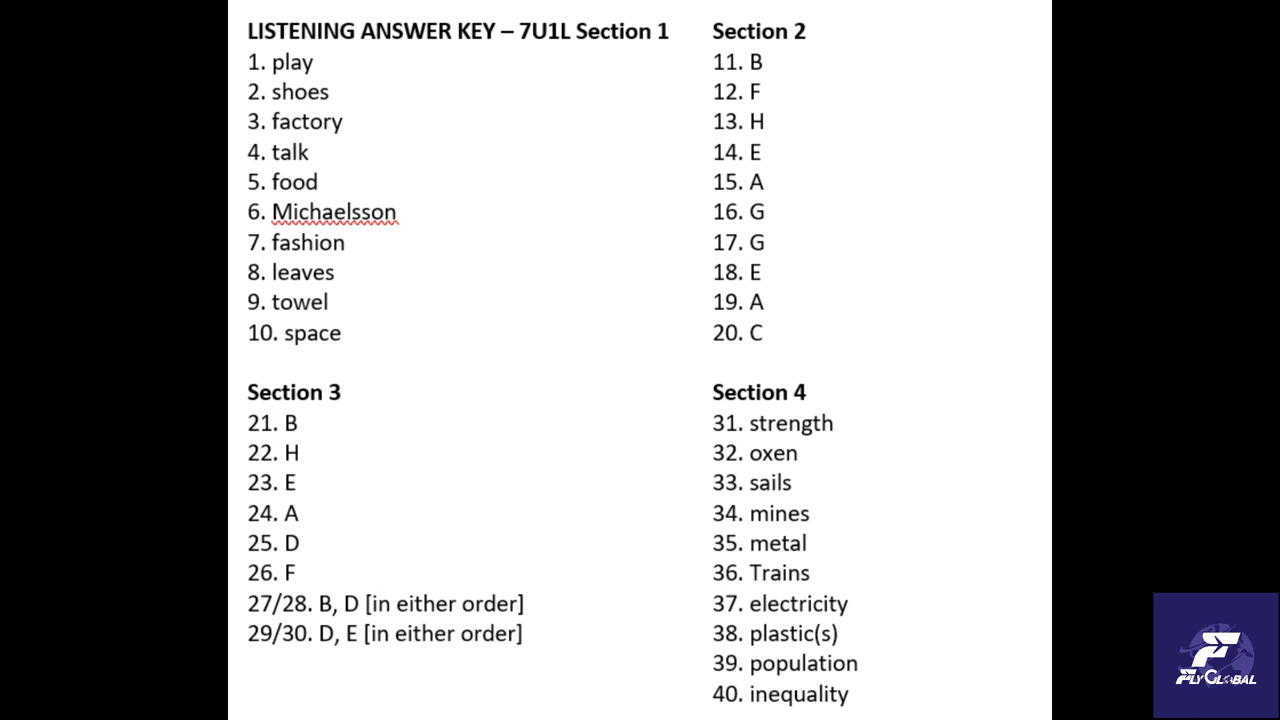 LISTENING ANSWER KEY – 7U1L Section 1
1. play
2. shoes
3. factory
4. talk
5. food
6. Michaelsson
7. fashion
8. leaves
9. towel
10. space
Section 2
11. B
12. F
13. H
14. E
15. A
16. G
17. G
18. E
19. A
20. C
Section 3
21. B
22. H
23. E
24. A
25. D
26. F
27/28. B, D [in either order]
29/30. D, E [in either order]
Section 4
31. strength
32. oxen
33. sails
34. mines
35. metal
36. Trains
37. electricity
38. plastic(s)
39. population
40. inequality
FLY GLOBAL